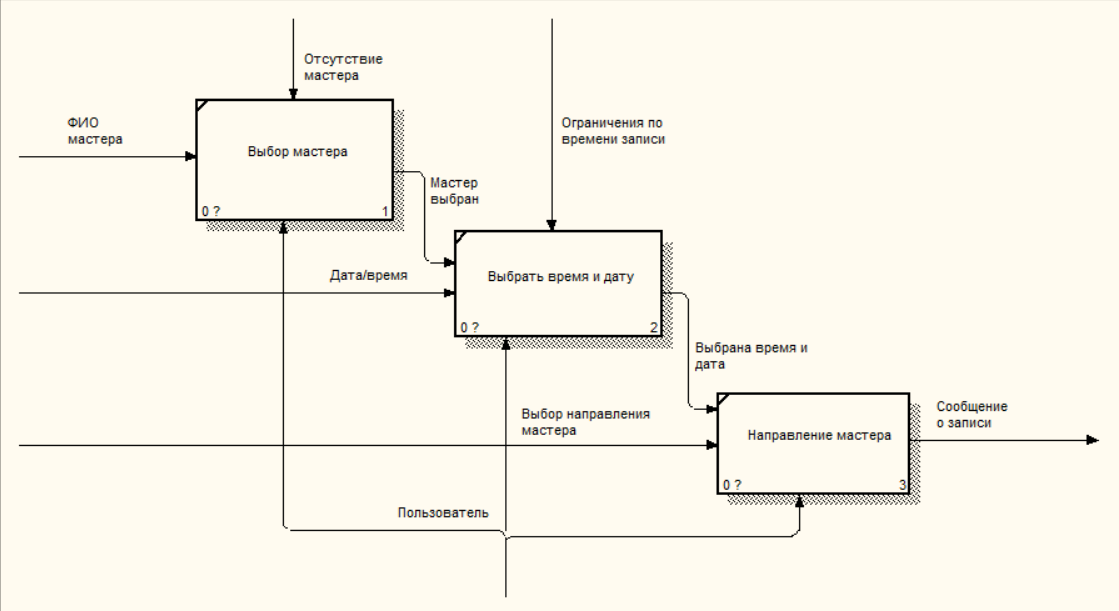 Отсутствие
мастера
ФИО
мастера
Выбор мастера
0 ?
1
Ограничения по
времени записи
Мастер
выбран
Дата/время
Выбрать время и дату
0 ?
2
Выбрана время и
дата
Выбор направления
мастера
Направление мастера
0 ?
3
Сообщение
о записи
Пользователь